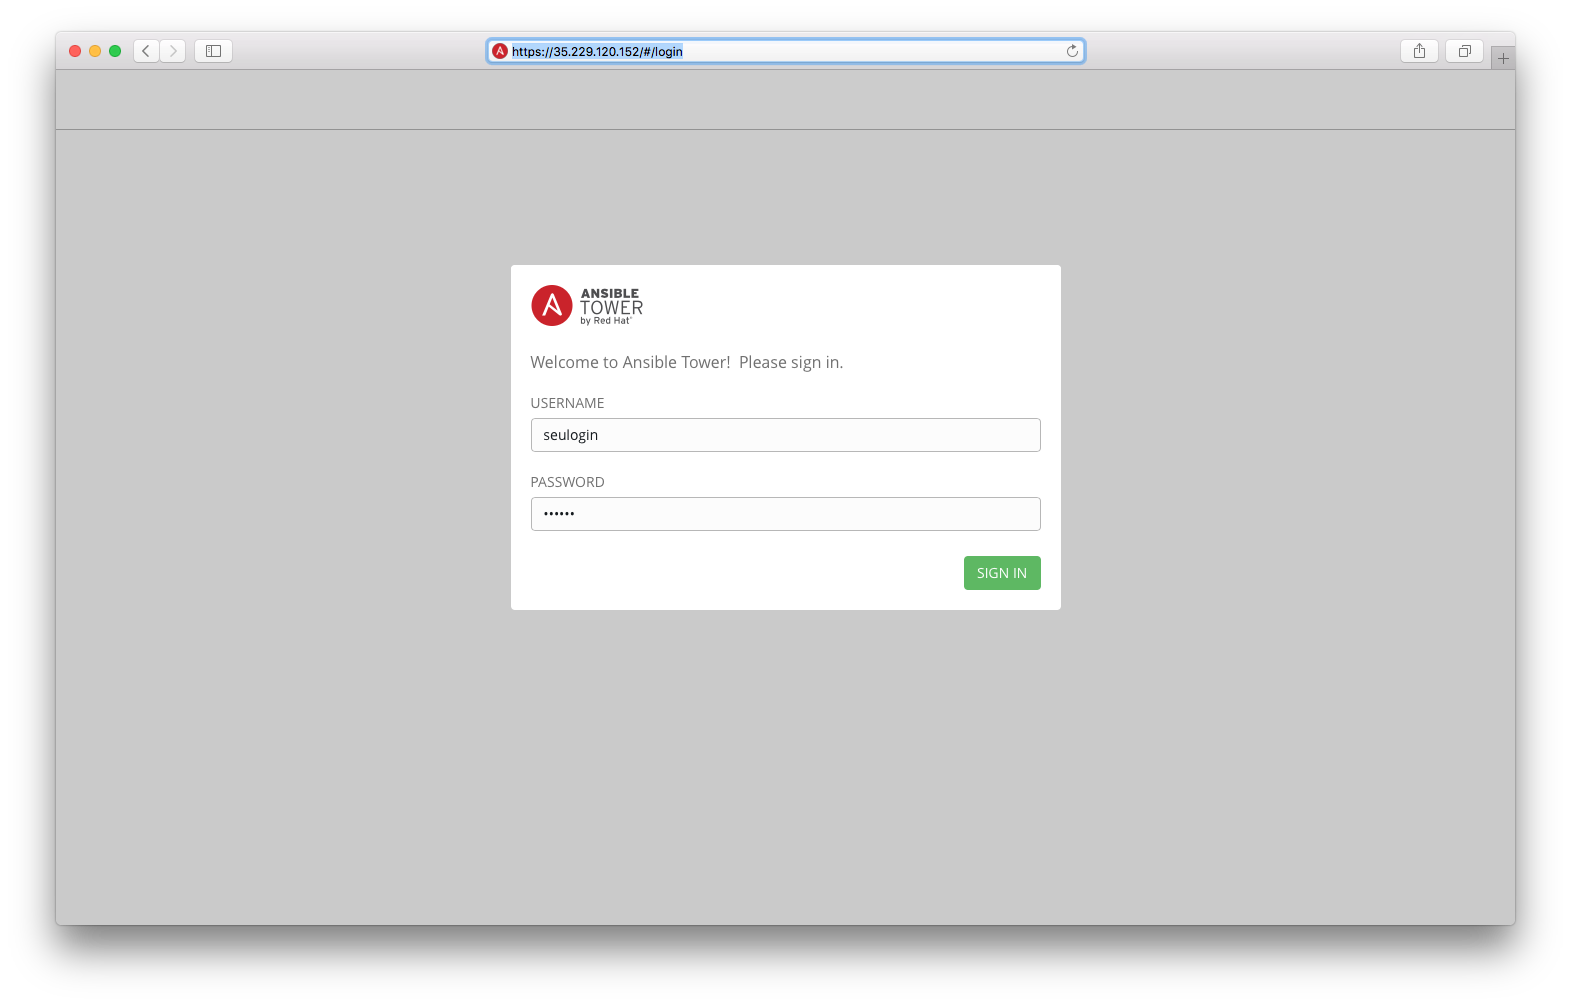 https://35.229.120.152/#/login
ANSIBLE
TOWER
by Red Hat®
Welcome to Ansible Tower!  Please sign in.
USERNAME
seulogin
PASSWORD
••••••
SIGN IN